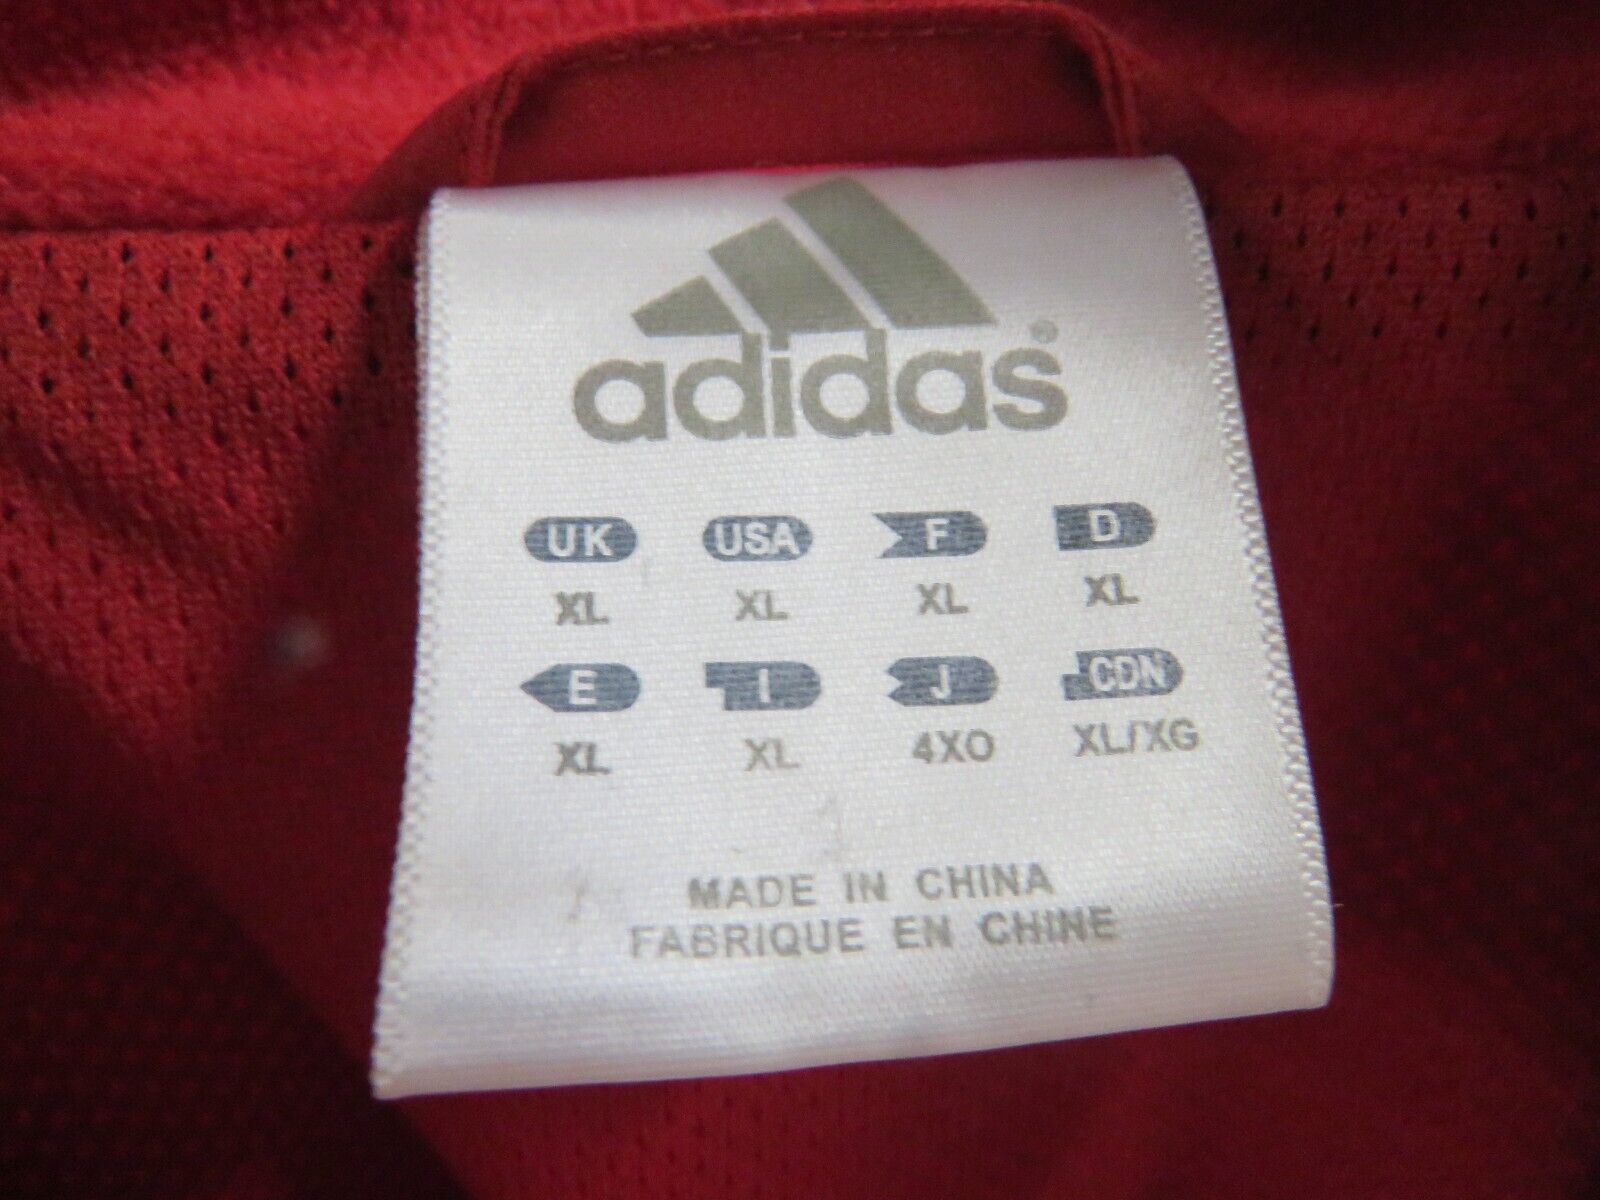 adidas®
UK USA F D
XL XL XL XL
E I J CDN
XL XL 4XO XL/XG
MADE IN CHINA
FABRIQUE EN CHINE